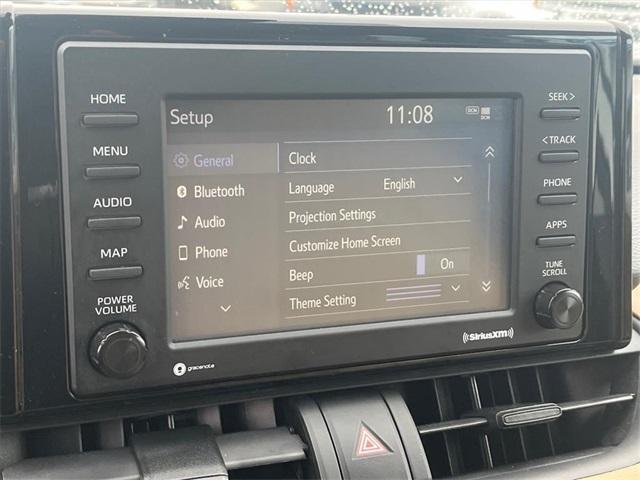 HOME
MENU
AUDIO
MAP
POWER
VOLUME
Setup
11:08
DCM
General
Bluetooth
Audio
Phone
Voice
Clock
Language English
Projection Settings
Customize Home Screen
Beep On
Theme Setting
SEEK >
< TRACK
PHONE
APPS
TUNE
SCROLL
gracenote
((SiriusXM))